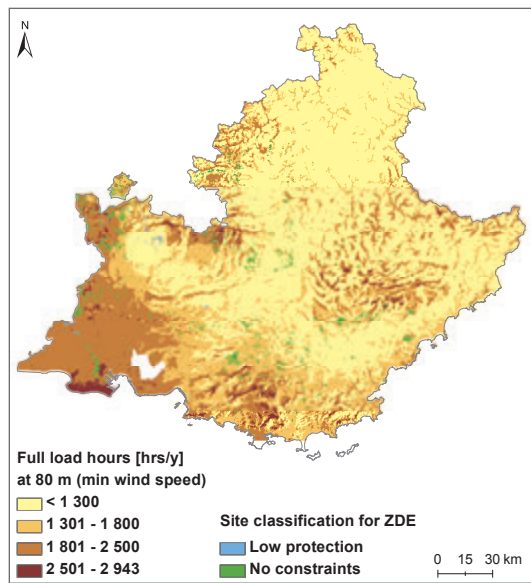 N
Full load hours [hrs/y]
at 80 m (min wind speed)
< 1 300
1 301 - 1 800
1 801 - 2 500
2 501 - 2 943
Site classification for ZDE
Low protection
No constraints
0 15 30 km